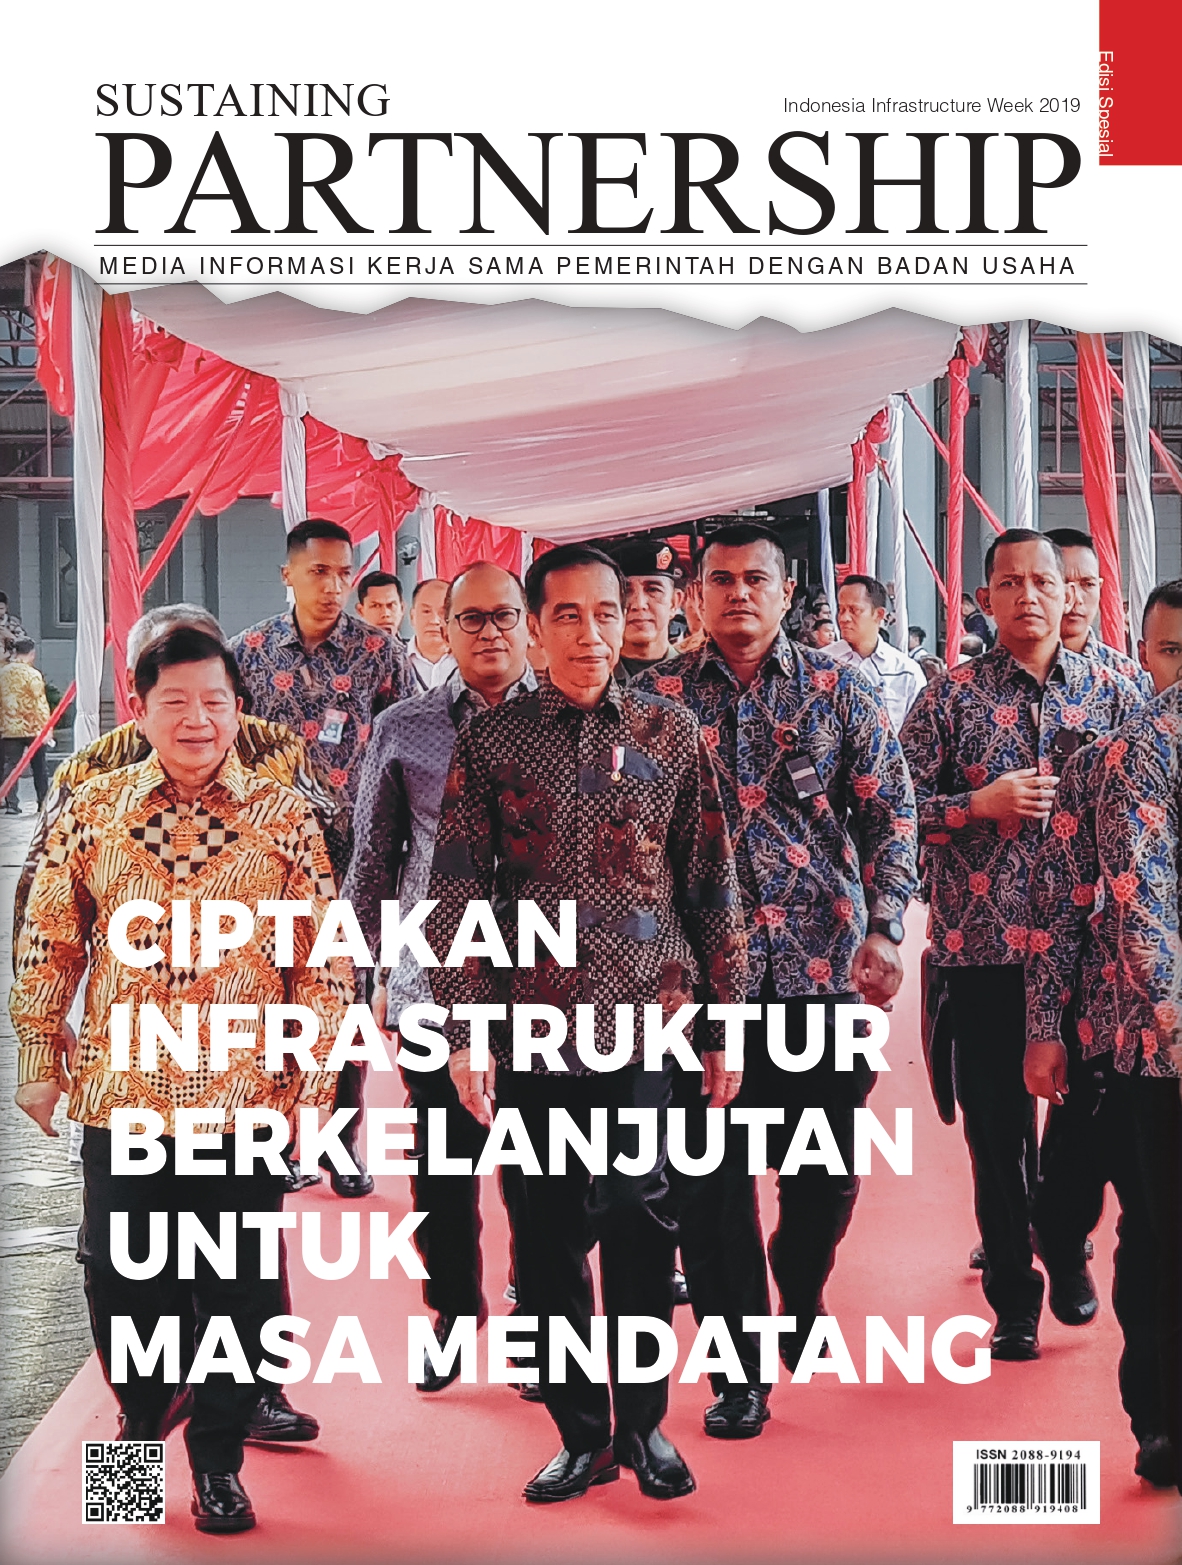 Edisi Spesial
SUSTAINING
Indonesia Infrastructure Week 2019
PARTNERSHIP
MEDIA INFORMASI KERJA SAMA PEMERINTAH DENGAN BADAN USAHA
CIPTAKAN
INFRASTRUKTUR
BERKELANJUTAN
UNTUK
MASA MENDATANG
ISSN 2088-9194
9 772088 919408